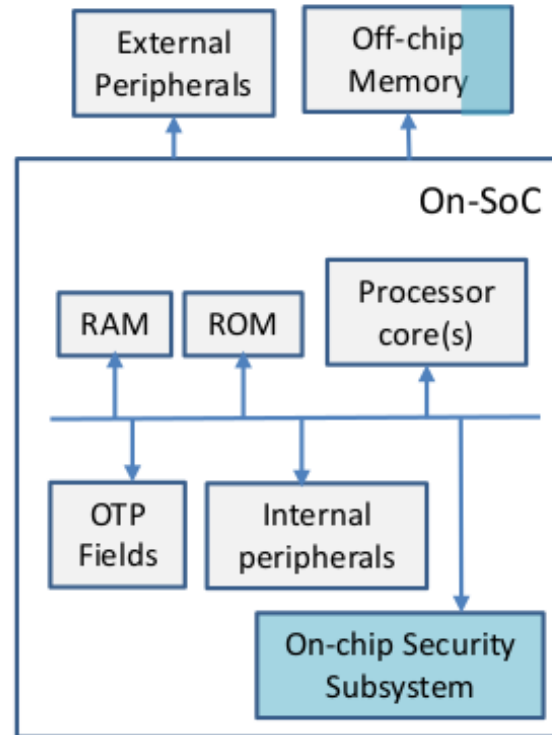 External
Peripherals
Off-chip
Memory
On-SoC
RAM
ROM
Processor
core(s)
OTP
Fields
Internal
peripherals
On-chip Security
Subsystem